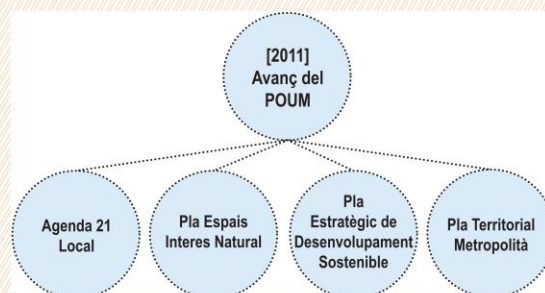 [2011]
Avanç del
POUM
Agenda 21
Local
Pla Espais
Interes Natural
Pla
Estratègic de
Desenvolupament
Sostenible
Pla Territorial
Metropolità